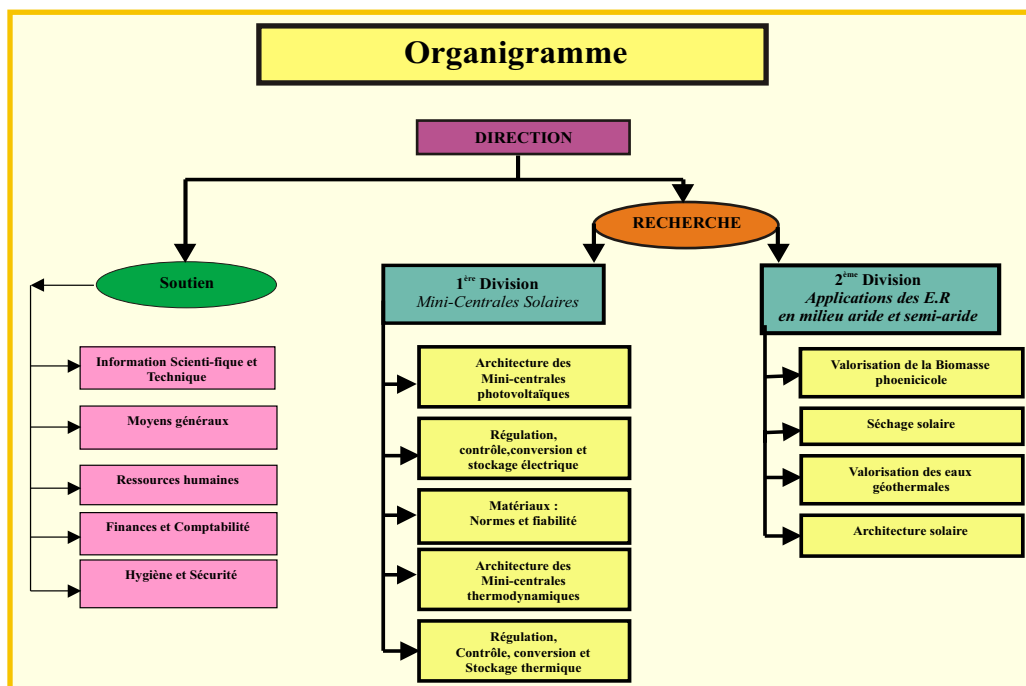 Organigramme
DIRECTION
RECHERCHE
Soutien
Information Scienti-fique et
Technique
Moyens généraux
Ressources humaines
Finances et Comptabilité
Hygiène et Sécurité
1ère Division
Mini-Centrales Solaires
Architecture des
Mini-centrales
photovoltaïques
Régulation,
contrôle,conversion et
stockage électrique
Matériaux :
Normes et fiabilité
Architecture des
Mini-centrales
thermodynamiques
Régulation,
Contrôle, conversion et
Stockage thermique
2ème Division
Applications des E.R
en milieu aride et semi-aride
Valorisation de la Biomasse
phoenicicole
Séchage solaire
Valorisation des eaux
géothermales
Architecture solaire